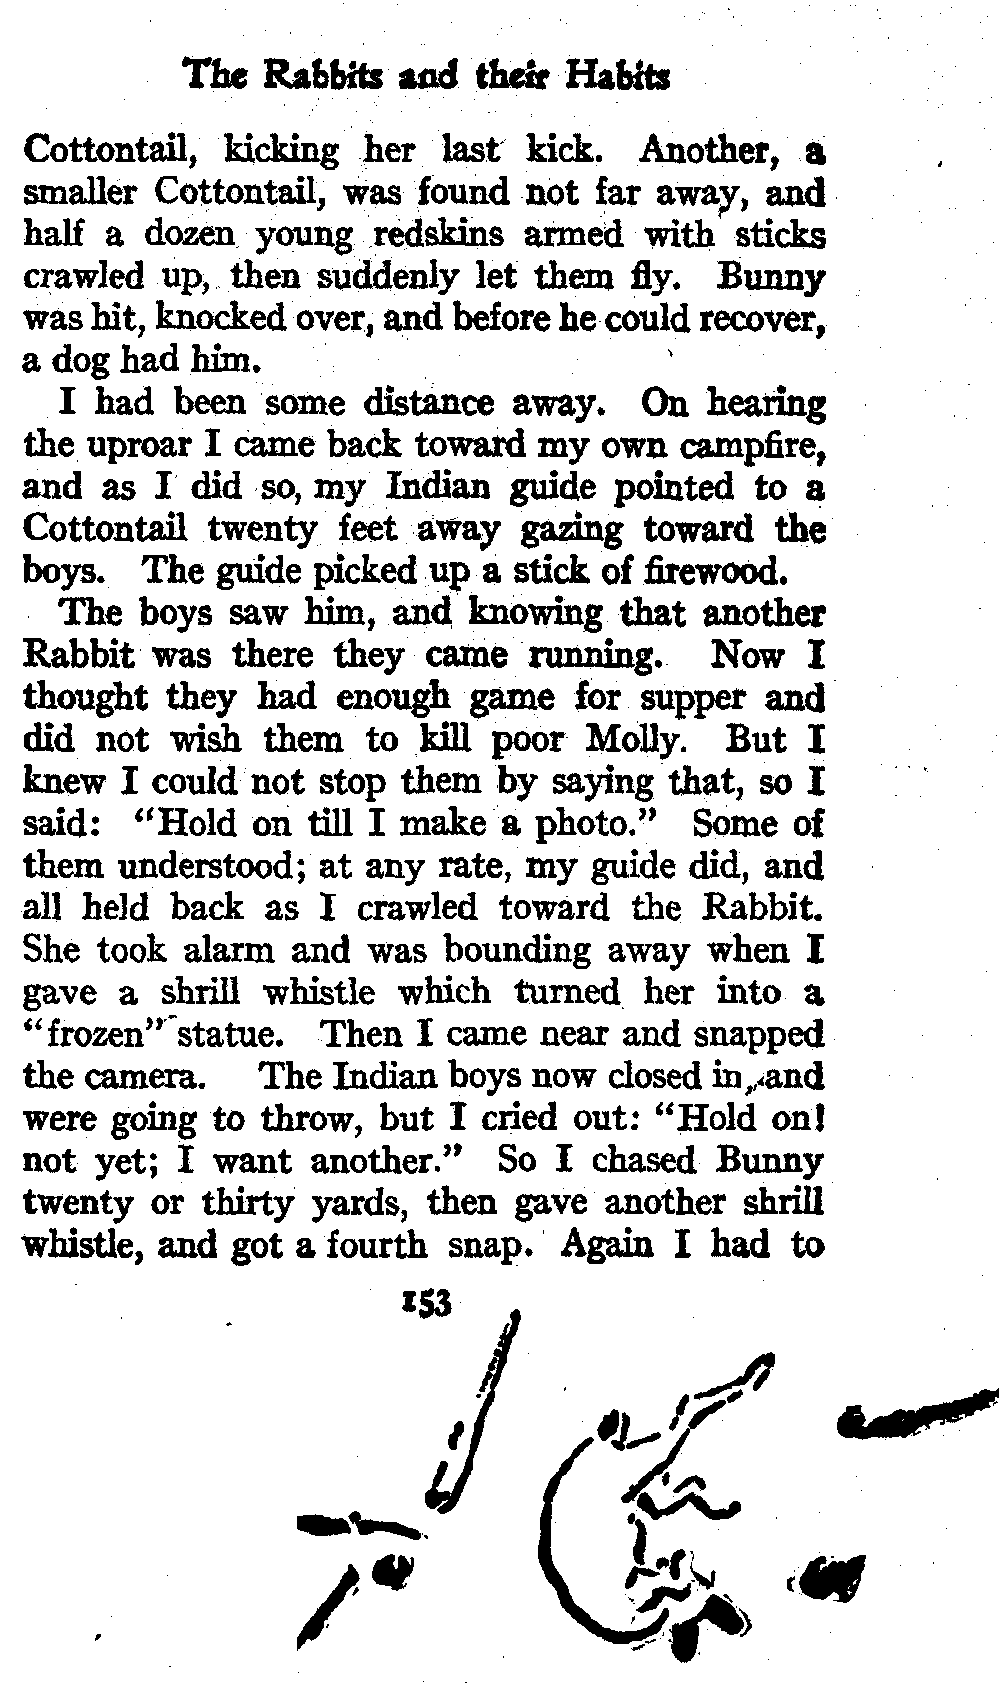 The Rabbits and their Habits
Cottontail, kicking her last kick. Another, a
smaller Cottontail, was found not far away, and
half a dozen young redskins armed with sticks
crawled up, then suddenly let them fly. Bunny
was hit, knocked over, and before he could recover,
a dog had him.
I had been some distance away. On hearing
the uproar I came back toward my own campfire,
and as I did so, my Indian guide pointed to a
Cottontail twenty feet away gazing toward the
boys. The guide picked up a stick of firewood.
The boys saw him, and knowing that another
Rabbit was there they came running. Now I
thought they had enough game for supper and
did not wish them to kill poor Molly. But I
knew I could not stop them by saying that, so I
said: "Hold on till I make a photo." Some of
them understood; at any rate, my guide did, and
all held back as I crawled toward the Rabbit.
She took alarm and was bounding away when I
gave a shrill whistle which turned her into a
"frozen" statue. Then I came near and snapped
the camera. The Indian boys now closed in, and
were going to throw, but I cried out: "Hold on!
not yet; I want another." So I chased Bunny
twenty or thirty yards, then gave another shrill
whistle, and got a fourth snap. Again I had to
153